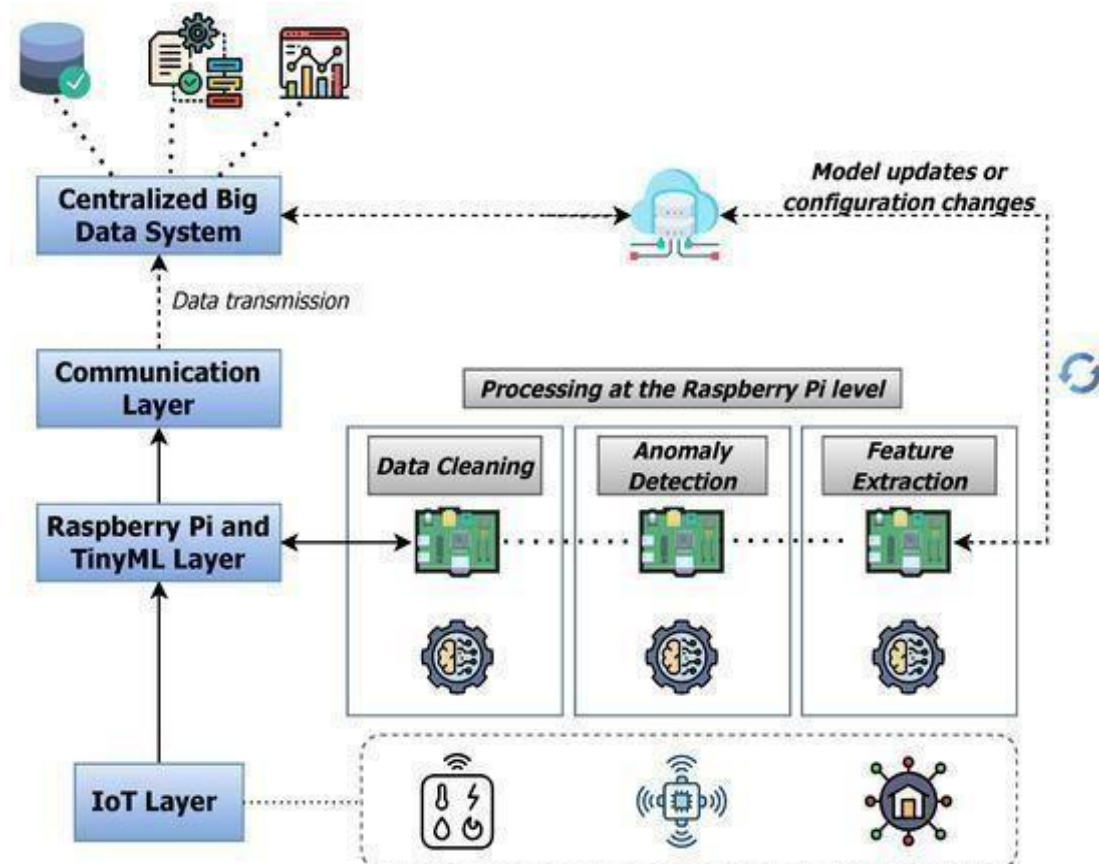 Centralized Big
Data System
Model updates or
configuration changes
Data transmission
Communication
Layer
Processing at the Raspberry Pi level
Data Cleaning
Anomaly
Detection
Feature
Extraction
Raspberry Pi and
TinyML Layer
IoT Layer